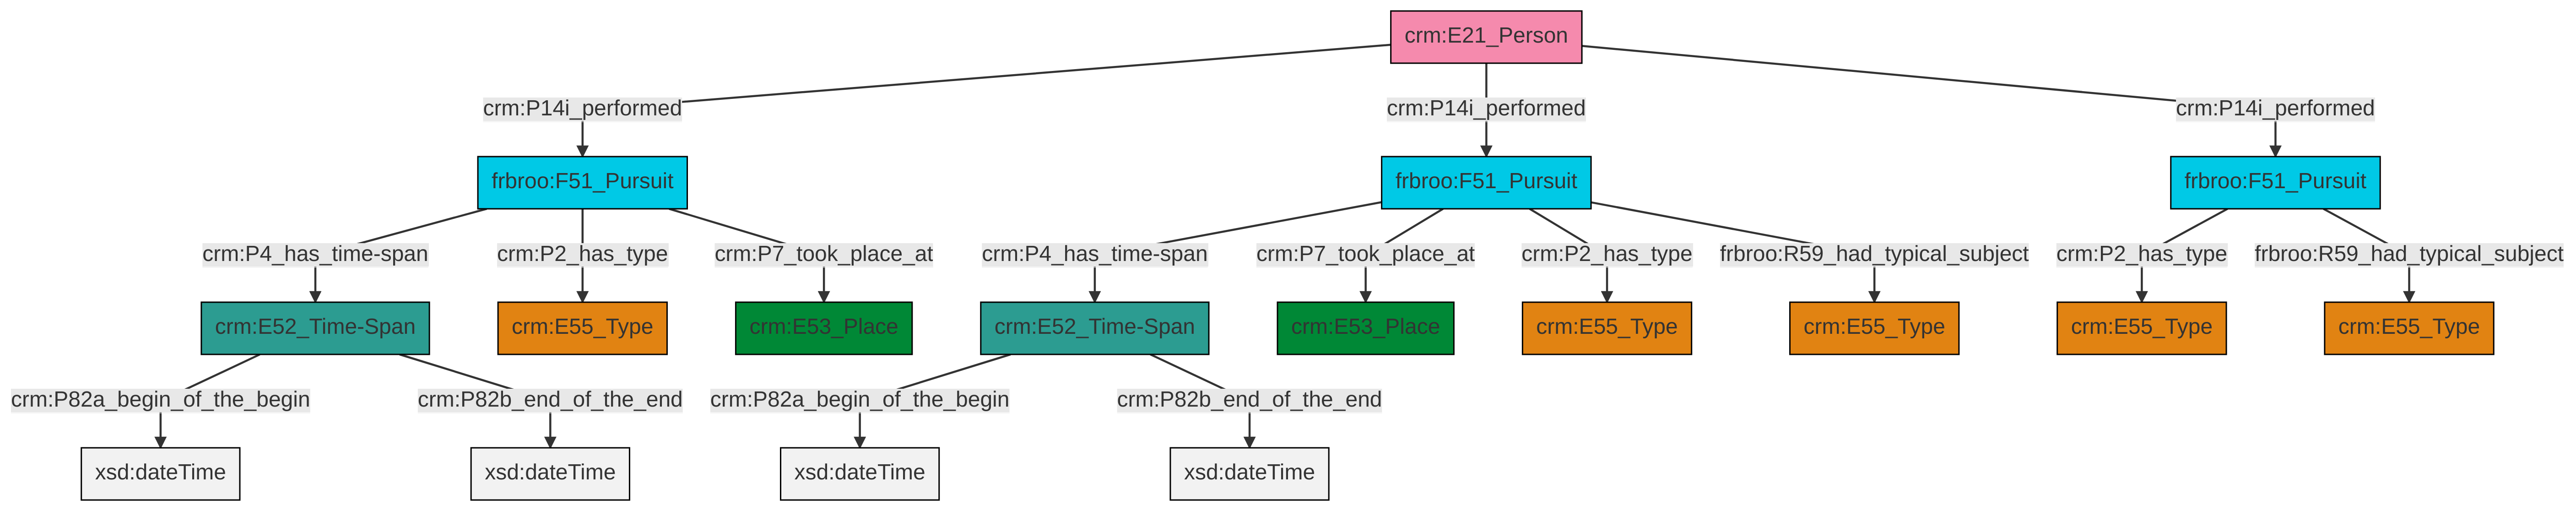 crm:E21_Person
crm:P14i_performed
crm:P14i_performed
crm:P14i_performed
frbroo:F51_Pursuit
frbroo:F51_Pursuit
frbroo:F51_Pursuit
crm:P4_has_time-span
crm:P2_has_type
crm:P7_took_place_at
crm:P4_has_time-span
crm:P7_took_place_at
crm:P2_has_type
frbroo:R59_had_typical_subject
crm:P2_has_type
frbroo:R59_had_typical_subject
crm:E52_Time-Span
crm:E55_Type
crm:E53_Place
crm:E52_Time-Span
crm:E53_Place
crm:E55_Type
crm:E55_Type
crm:E55_Type
crm:E55_Type
crm:P82a_begin_of_the_begin
crm:P82b_end_of_the_end
crm:P82a_begin_of_the_begin
crm:P82b_end_of_the_end
xsd:dateTime
xsd:dateTime
xsd:dateTime
xsd:dateTime